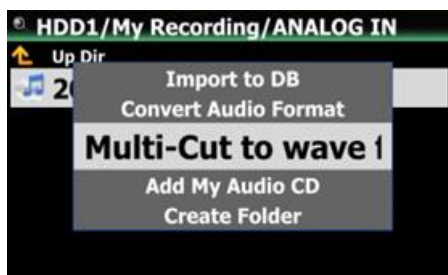 HDD1/My Recording/ANALOG IN
Up Dir
20
Import to DB
Convert Audio Format
Multi-Cut to wave
Add My Audio CD
Create Folder